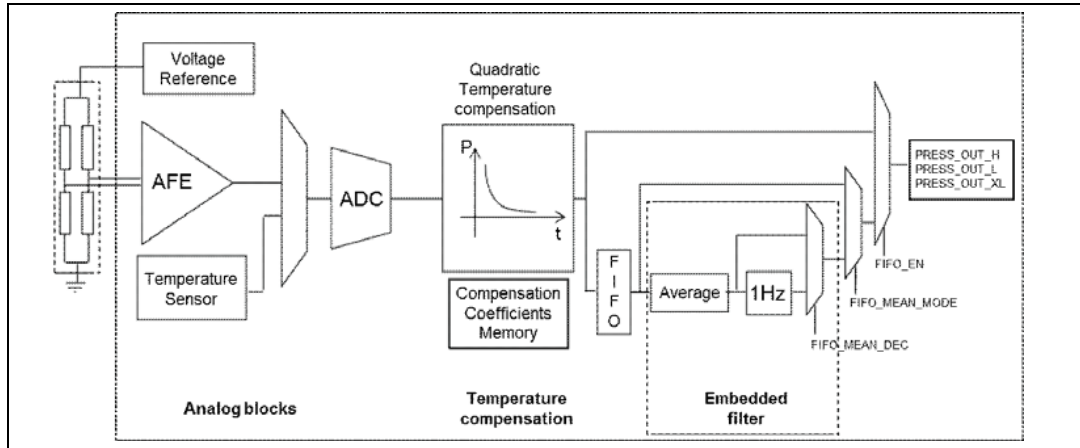 Voltage
Reference
AFE
Temperature
Sensor
ADC
Quadratic
Temperature
compensation
P
t
Compensation
Coefficients
Memory
F
I
F
O
Average
1Hz
PRESS_OUT_H
PRESS_OUT_L
PRESS_OUT_XL
FIFO_EN
FIFO_MEAN_MODE
FIFO_MEAN_DEC
Analog blocks
Temperature
compensation
Embedded
filter